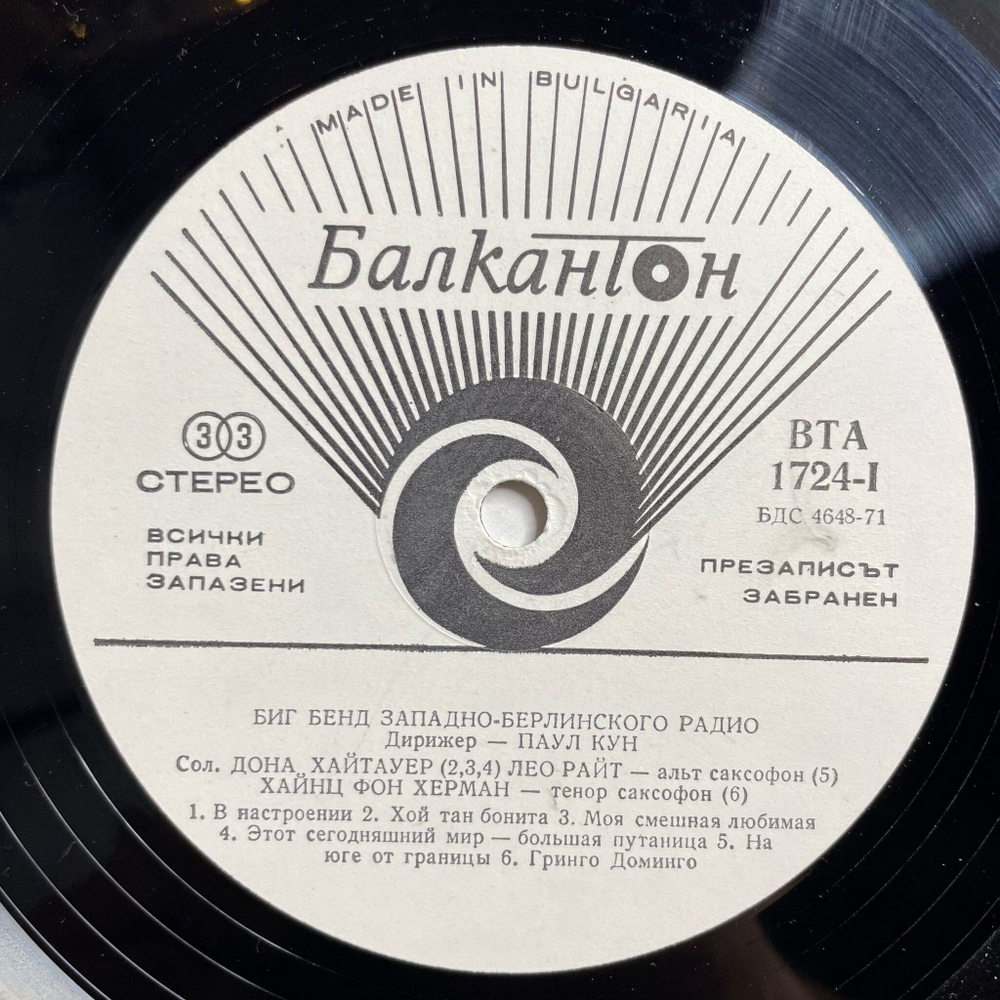 MADE IN BULGARIA
Балкантон
33
СТЕРЕО
ВСИЧКИ
ПРАВА
ЗАПАЗЕНИ
ВТА
1724-I
БДС 4648-71
ПРЕЗАПИСЪТ
ЗАБРАНЕН
БИГ БЕНД ЗАПАДНО-БЕРЛИНСКОГО РАДИО
Дирижер — ПАУЛ КУН
Сол. ДОНА ХАЙТАУЕР (2,3,4) ЛЕО РАЙТ — альт саксофон (5)
ХАЙНЦ ФОН ХЕРМАН — тенор саксофон (6)
1. В настроении 2. Хой тан бонита 3. Моя смешная любимая
4. Этот сегодняшний мир — большая путаница 5. На
юге от границы 6. Гринго Доминго